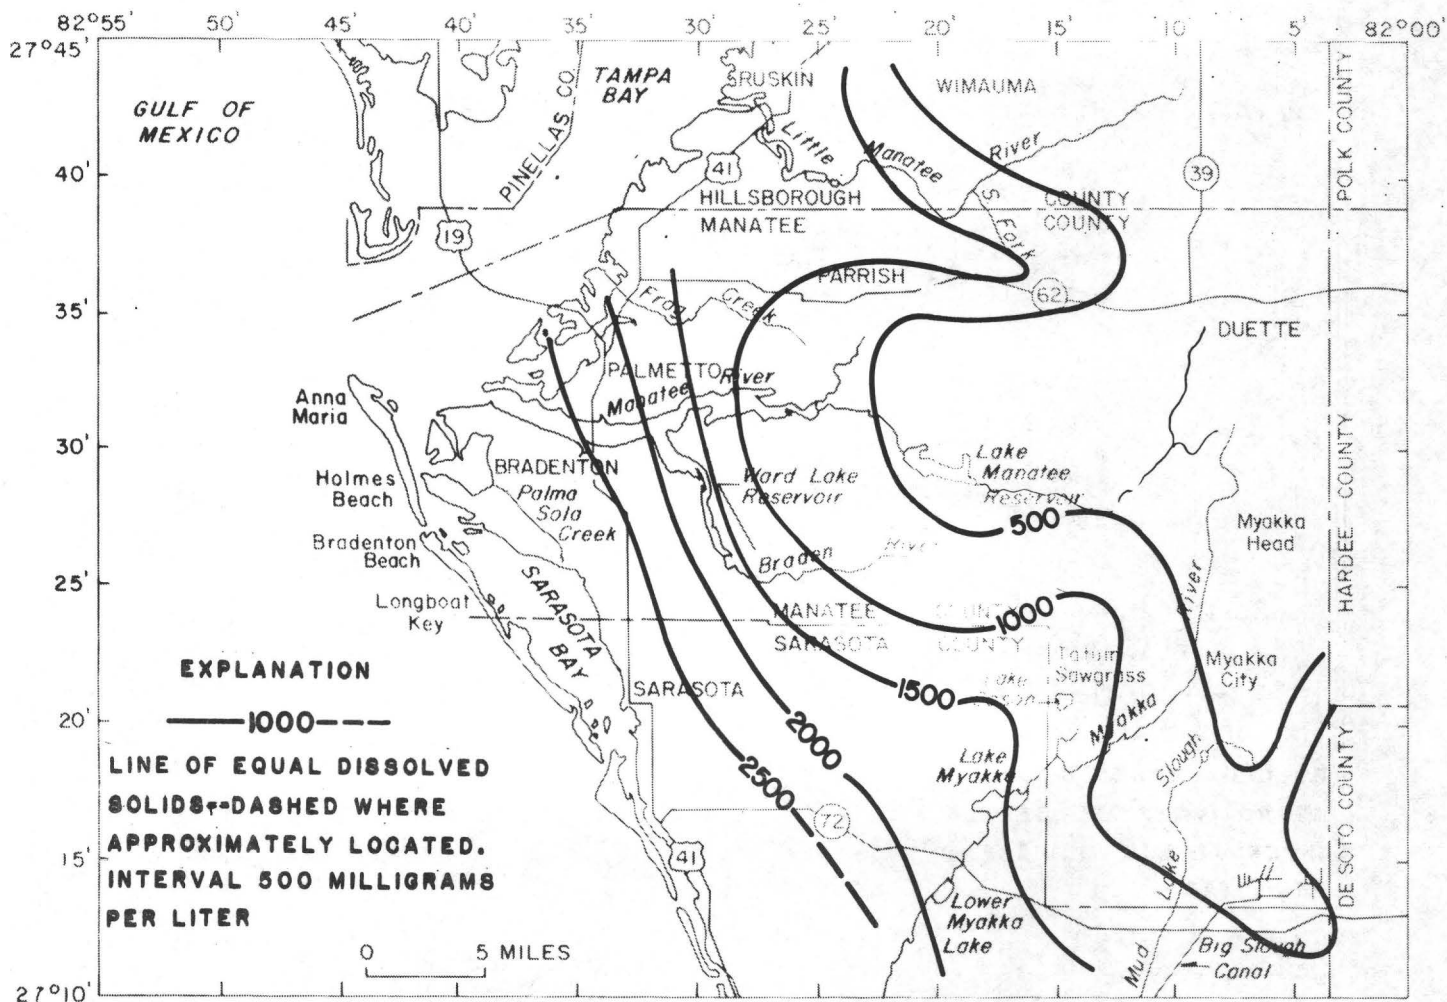 82°55'
50'
45'
40'
35'
30'
25'
20'
15'
10'
5'
82°00'
27°45'
40'
35'
30'
25'
20'
15'
27°10'
GULF OF
MEXICO
PINELLAS CO.
TAMPA
BAY
RUSKIN
WIMAUMA
Little
Manatee
River
S. Fork
41
39
19
62
HILLSBOROUGH
COUNTY
MANATEE
COUNTY
POLK COUNTY
PARRISH
Frog
Creek
DUETTE
PALMETTO
Manatee
River
Anna
Maria
Holmes
Beach
Bradenton
Beach
Longboat
Key
BRADENTON
Palma
Sola
Creek
Ward Lake
Reservoir
Lake
Manatee
Reservoir
Braden
River
500
Myakka
Head
HARDEE COUNTY
SARASOTA
BAY
MANATEE
COUNTY
SARASOTA
COUNTY
1000
River
Tatum
Sawgrass
Myakka
City
Lake
1500
SARASOTA
Myakka
2000
2500
Lake
Myakka
Slough
72
41
Lower
Myakka
Lake
Mud
Lake
Big Slough
Canal
DE SOTO COUNTY
EXPLANATION
1000
LINE OF EQUAL DISSOLVED
SOLIDS--DASHED WHERE
APPROXIMATELY LOCATED.
INTERVAL 500 MILLIGRAMS
PER LITER
0 5 MILES